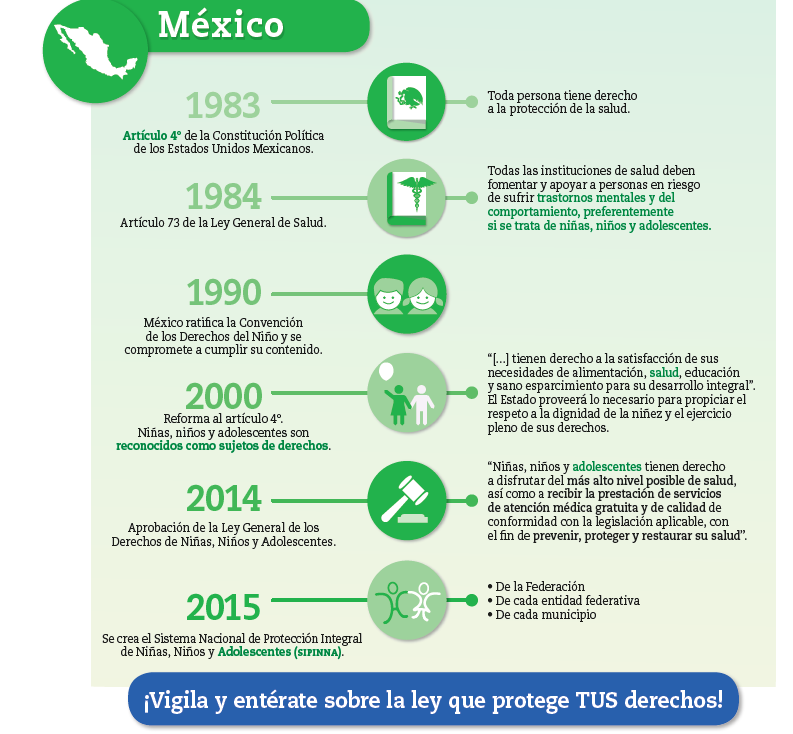 México
1983
Artículo 4º de la Constitución Política
de los Estados Unidos Mexicanos.
Toda persona tiene derecho
a la protección de la salud.
1984
Artículo 73 de la Ley General de Salud.
Todas las instituciones de salud deben
fomentar y apoyar a personas en riesgo
de sufrir trastornos mentales y del
comportamiento, preferentemente
si se trata de niñas, niños y adolescentes.
1990
México ratifica la Convención
de los Derechos del Niño y se
compromete a cumplir su contenido.
2000
Reforma al artículo 4º.
Niñas, niños y adolescentes son
reconocidos como sujetos de derechos.
“[...] tienen derecho a la satisfacción de sus
necesidades de alimentación, salud, educación
y sano esparcimiento para su desarrollo integral”.
El Estado proveerá lo necesario para propiciar el
respeto a la dignidad de la niñez y el ejercicio
pleno de sus derechos.
2014
Aprobación de la Ley General de los
Derechos de Niñas, Niños y Adolescentes.
“Niñas, niños y adolescentes tienen derecho
a disfrutar del más alto nivel posible de salud,
así como a recibir la prestación de servicios
de atención médica gratuita y de calidad de
conformidad con la legislación aplicable, con
el fin de prevenir, proteger y restaurar su salud”.
2015
Se crea el Sistema Nacional de Protección Integral
de Niñas, Niños y Adolescentes (SIPINNA).
• De la Federación
• De cada entidad federativa
• De cada municipio
¡Vigila y entérate sobre la ley que protege TUS derechos!